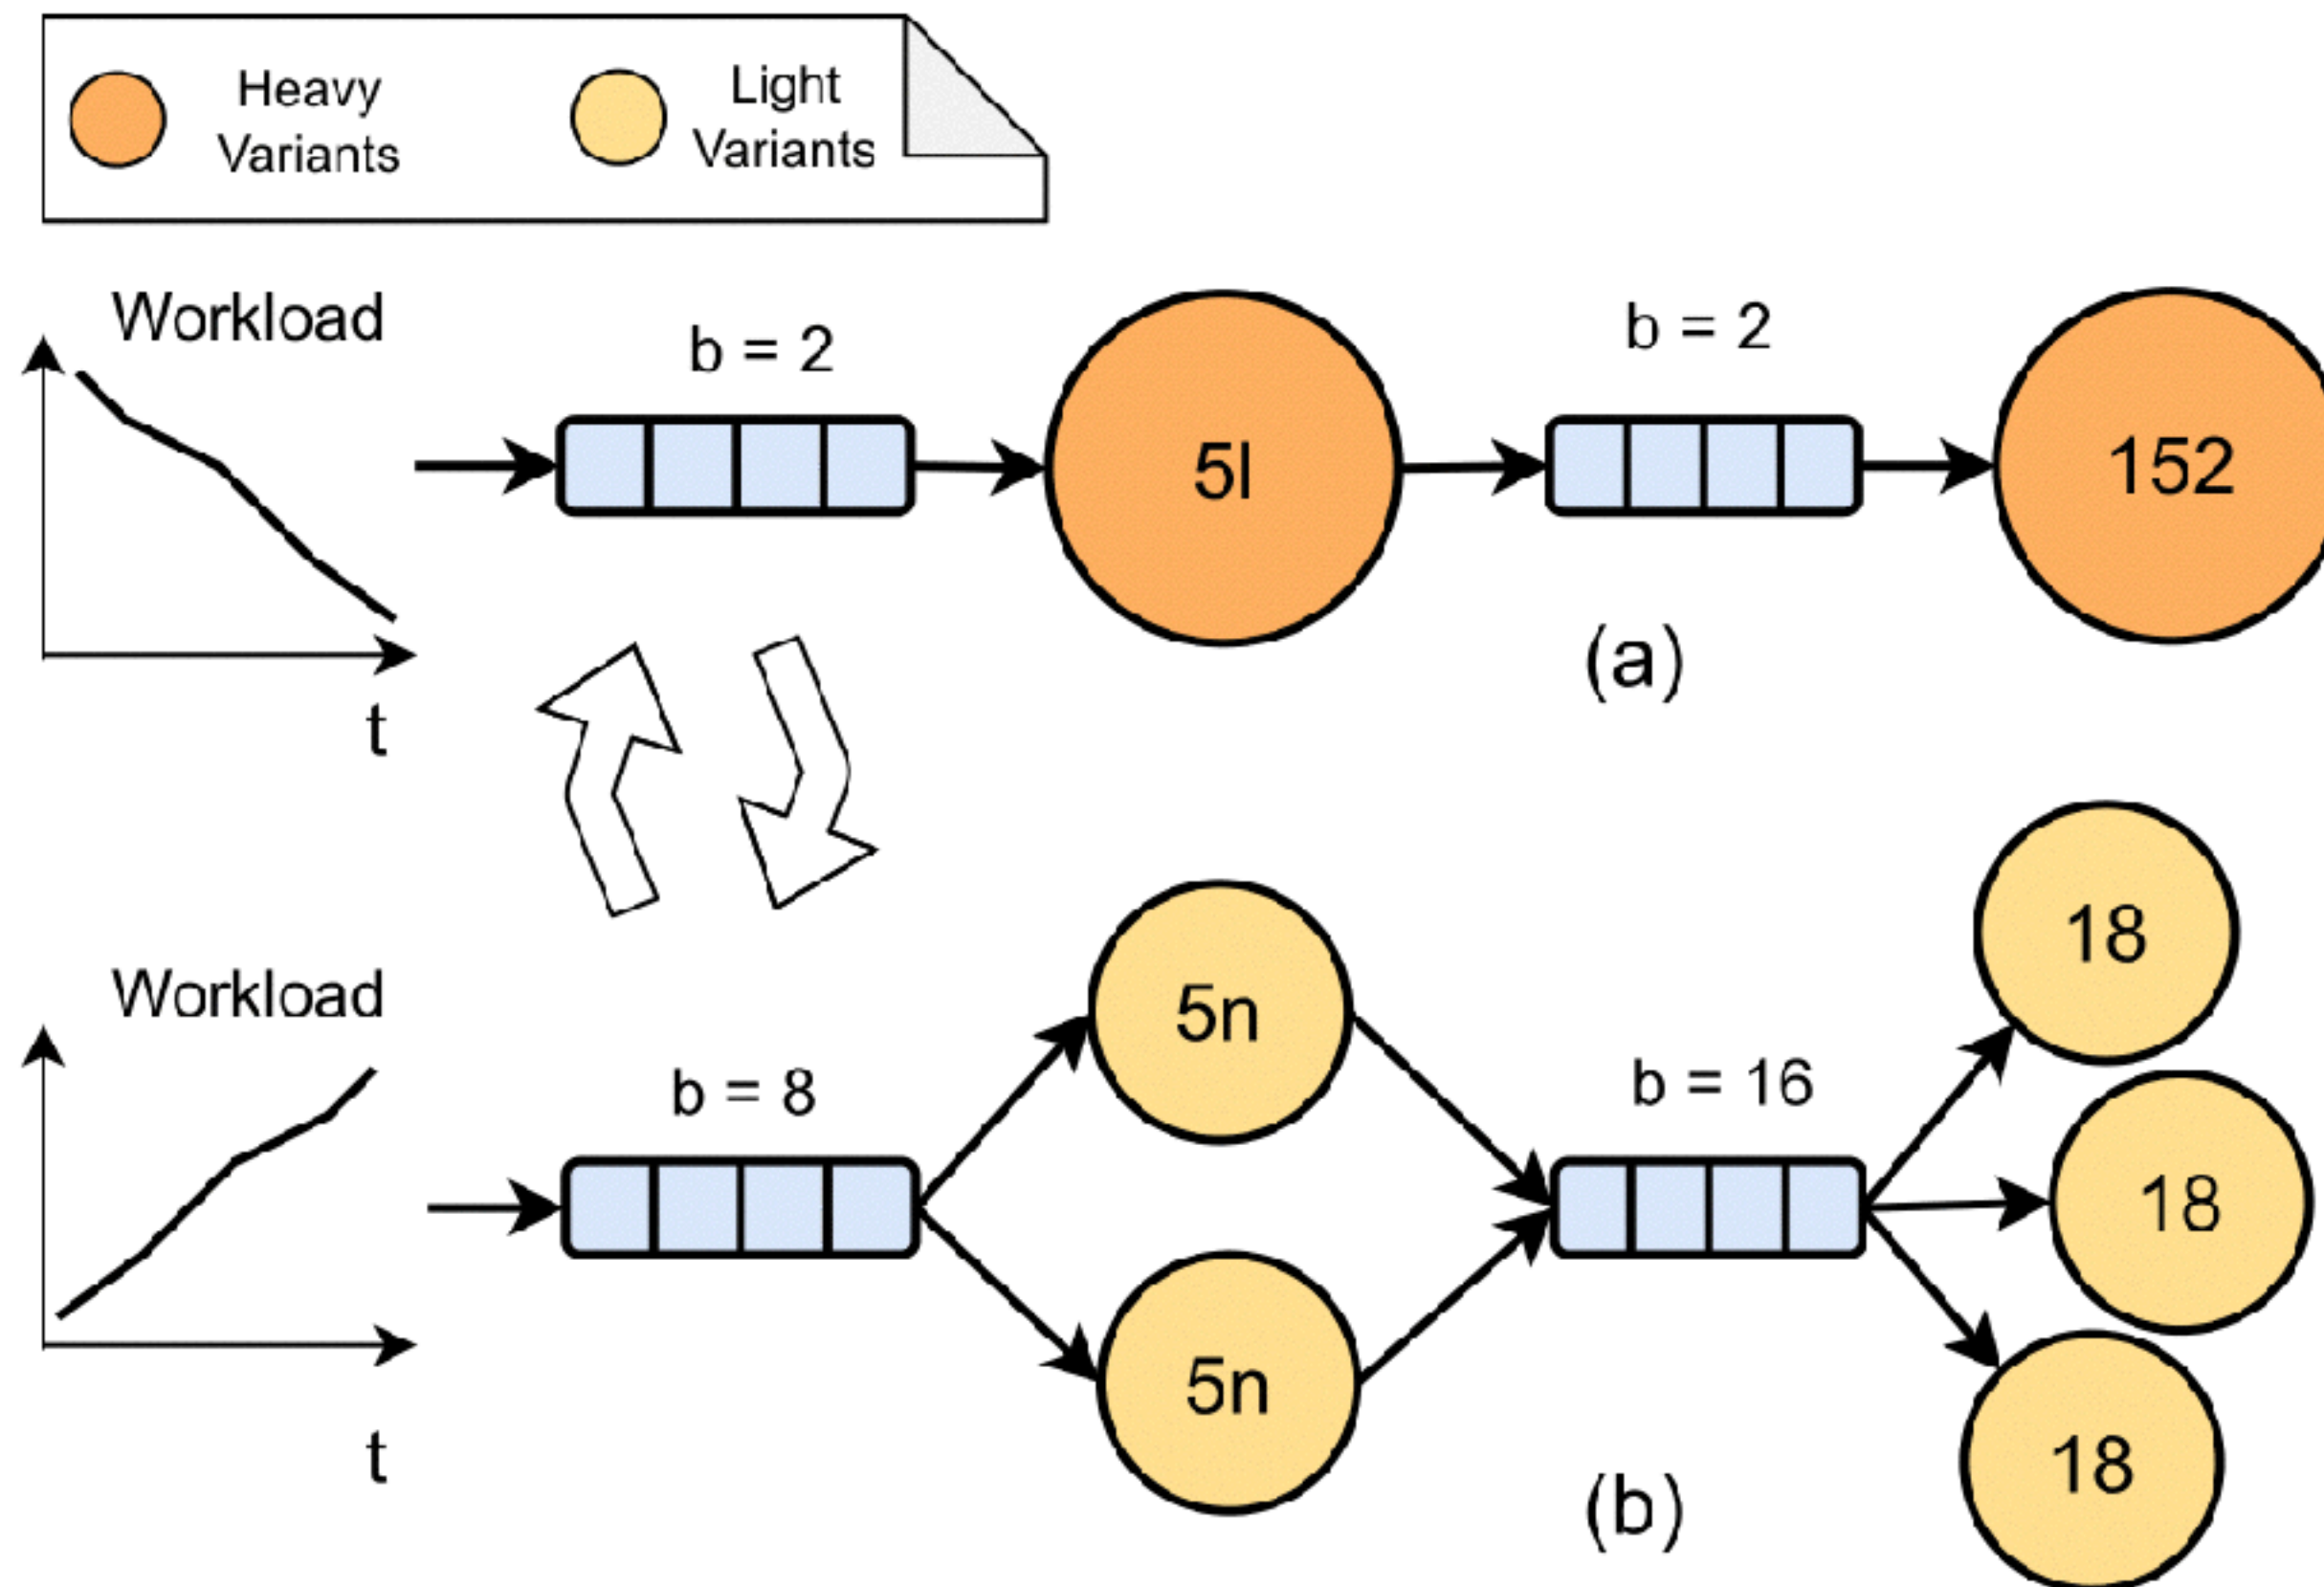 Heavy
Variants
Light
Variants
Workload
b = 2
b = 2
5l
152
(a)
t
Workload
b = 8
5n
b = 16
18
18
5n
18
t
(b)